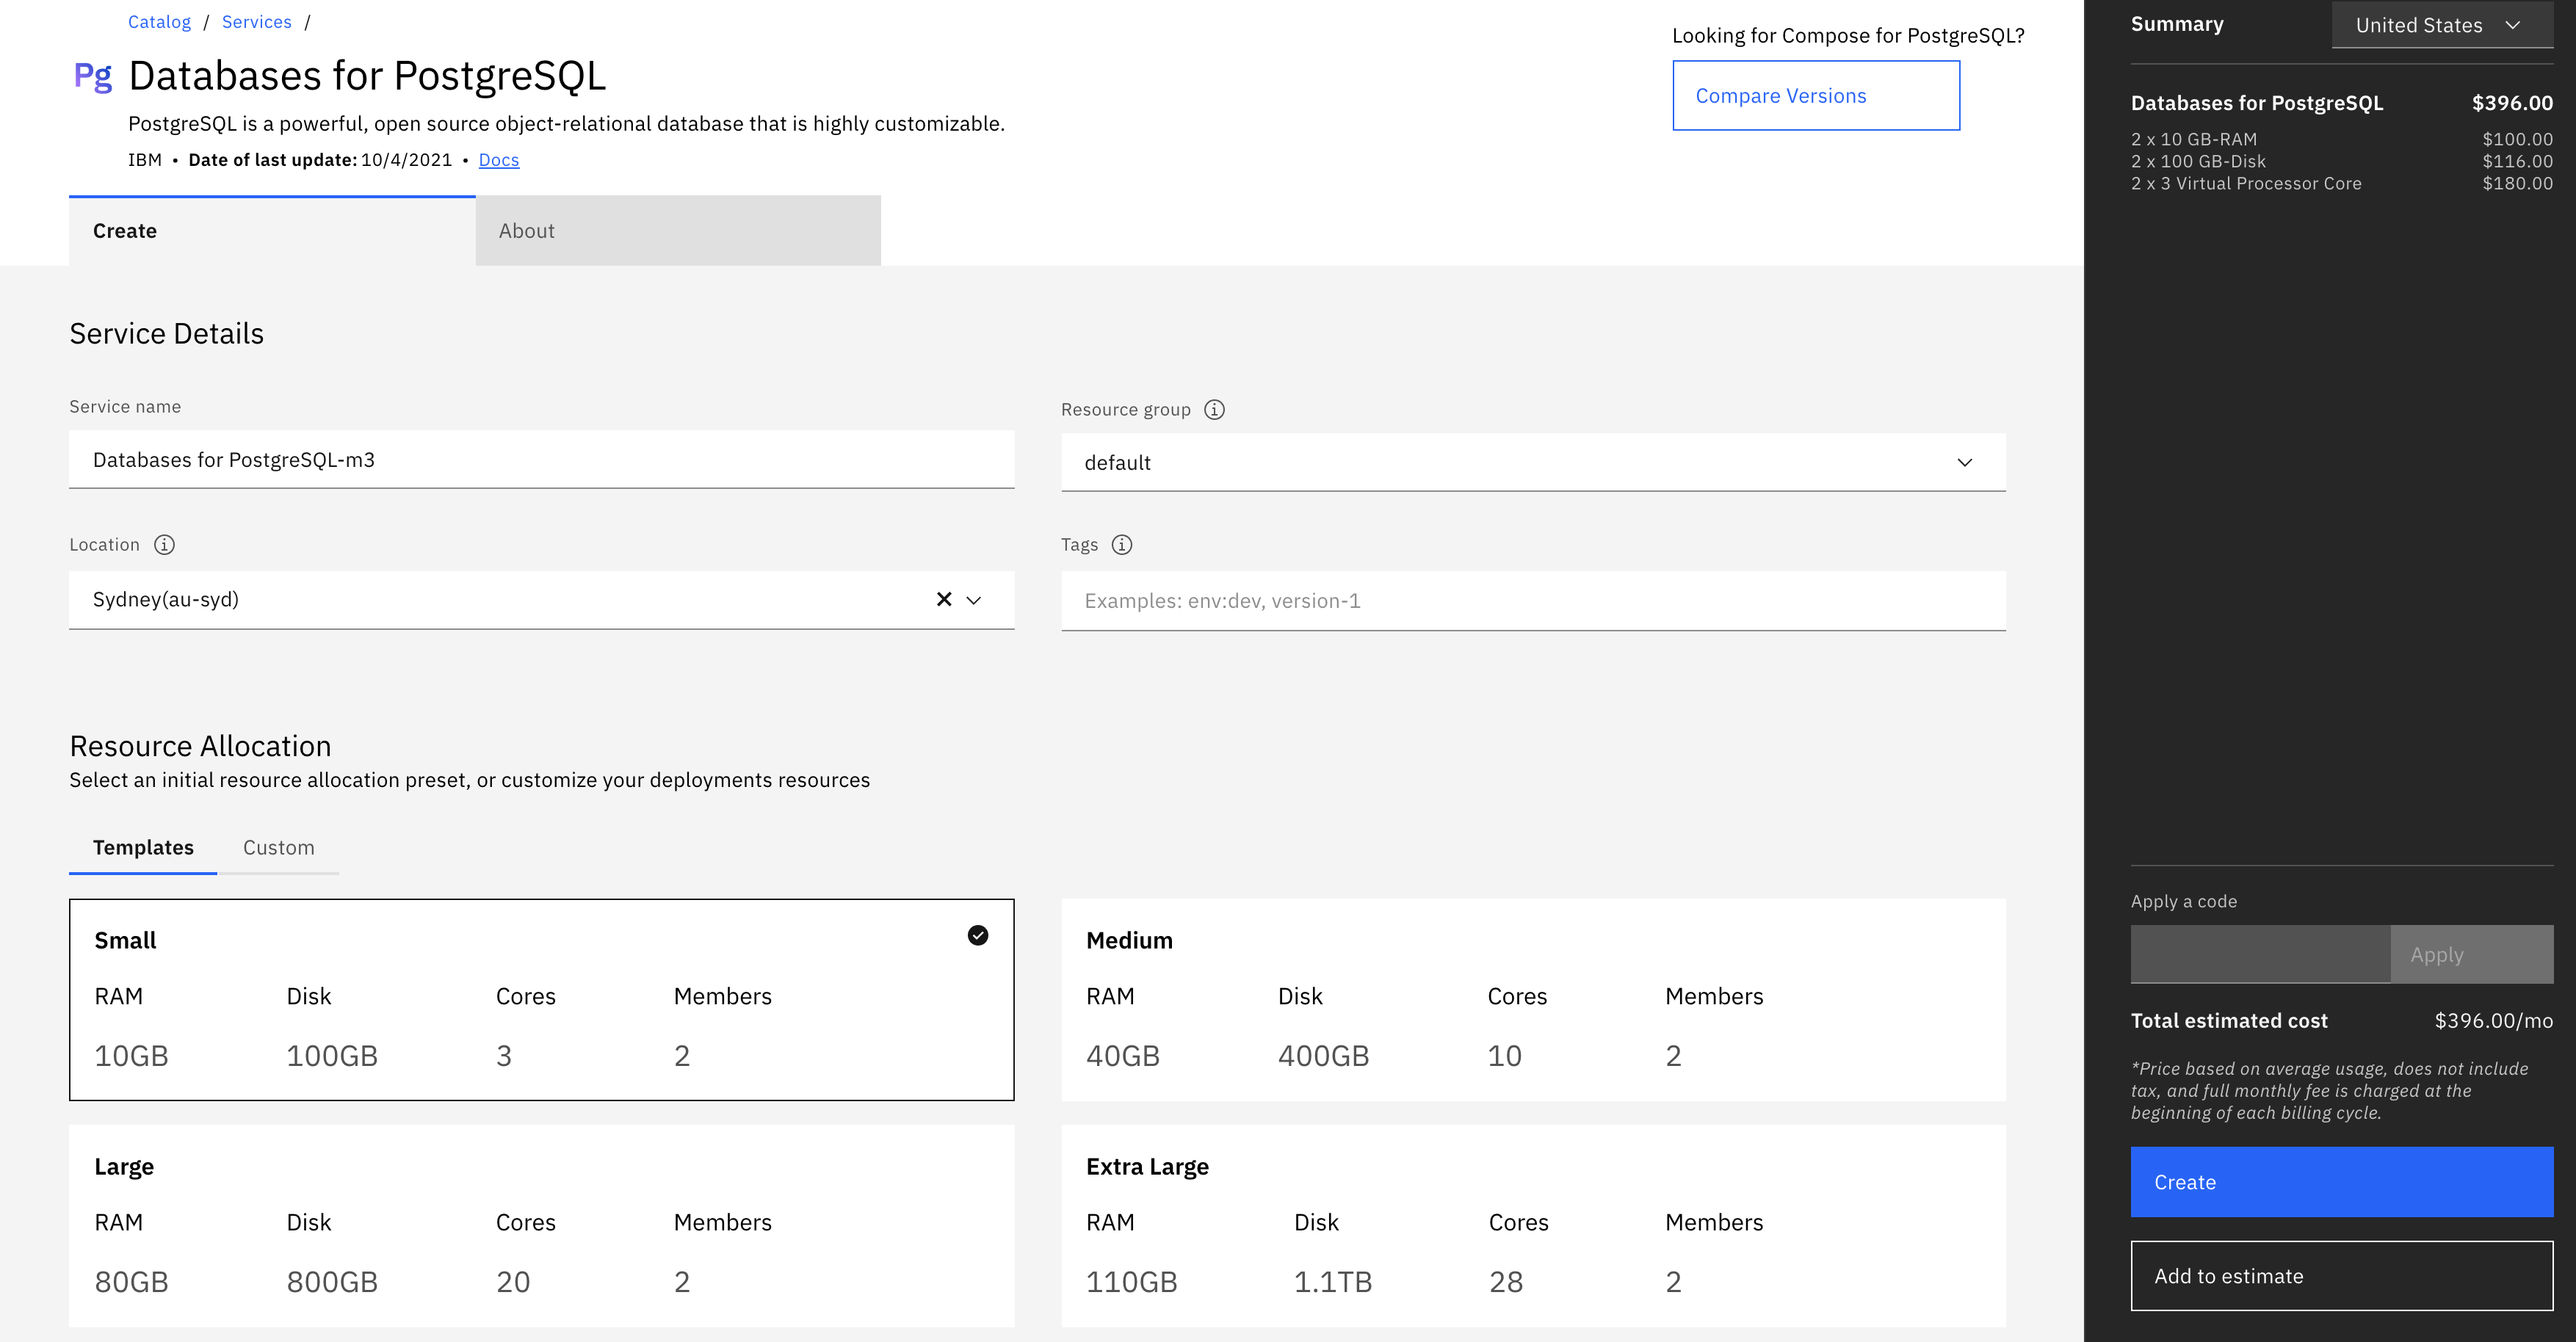 Catalog / Services /
Pg Databases for PostgreSQL
PostgreSQL is a powerful, open source object-relational database that is highly customizable.
IBM • Date of last update: 10/4/2021 • Docs
Looking for Compose for PostgreSQL?
Compare Versions
Create
About
Service Details
Service name
Databases for PostgreSQL-m3
Resource group
default
Location
Sydney(au-syd)
Tags
Examples: env:dev, version-1
Resource Allocation
Select an initial resource allocation preset, or customize your deployments resources
Templates Custom
Small
RAM Disk Cores Members
10GB 100GB 3 2
Medium
RAM Disk Cores Members
40GB 400GB 10 2
Large
RAM Disk Cores Members
80GB 800GB 20 2
Extra Large
RAM Disk Cores Members
110GB 1.1TB 28 2
Summary
United States
Databases for PostgreSQL $396.00
2 x 10 GB-RAM $100.00
2 x 100 GB-Disk $116.00
2 x 3 Virtual Processor Core $180.00
Apply a code
Apply
Total estimated cost $396.00/mo
*Price based on average usage, does not include
tax, and full monthly fee is charged at the
beginning of each billing cycle.
Create
Add to estimate